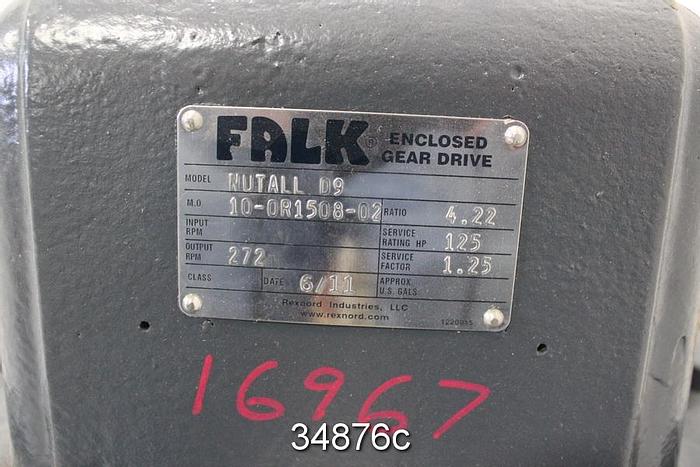 FALK® ENCLOSED GEAR DRIVE
MODEL NUTALL D9
M.O. 10-0R1508-02 RATIO 4.22
INPUT RPM SERVICE RATING HP 125
OUTPUT RPM 272 SERVICE FACTOR 1.25
CLASS DATE 6/11 APPROX. U.S. GALS
Rexnord Industries, LLC
www.rexnord.com 1220915
16967
34876c